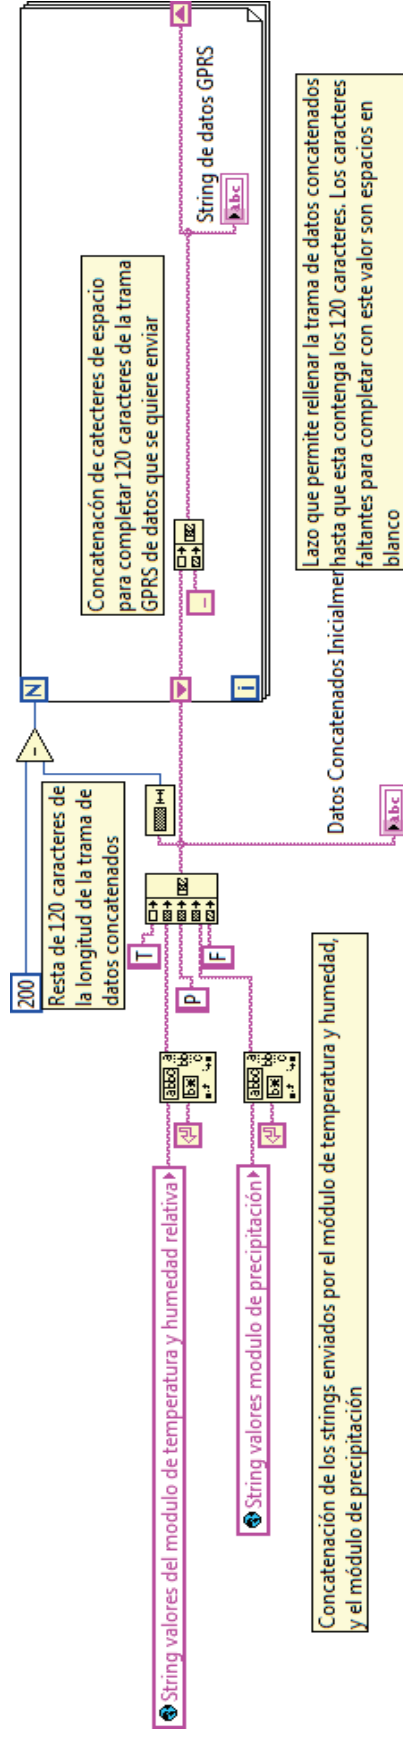 200
Resta de 120 caracteres de
la longitud de la trama de
datos concatenados
String valores del modulo de temperatura y humedad relativa
String valores modulo de precipitación
T
P
F
Concatenación de los strings enviados por el módulo de temperatura y humedad,
y el módulo de precipitación
N
i
Concatenacón de catecteres de espacio
para completar 120 caracteres de la trama
GPRS de datos que se quiere enviar
String de datos GPRS
abc
Datos Concatenados Inicialmer
abc
Lazo que permite rellenar la trama de datos concatenados
hasta que esta contenga los 120 caracteres. Los caracteres
faltantes para completar con este valor son espacios en
blanco